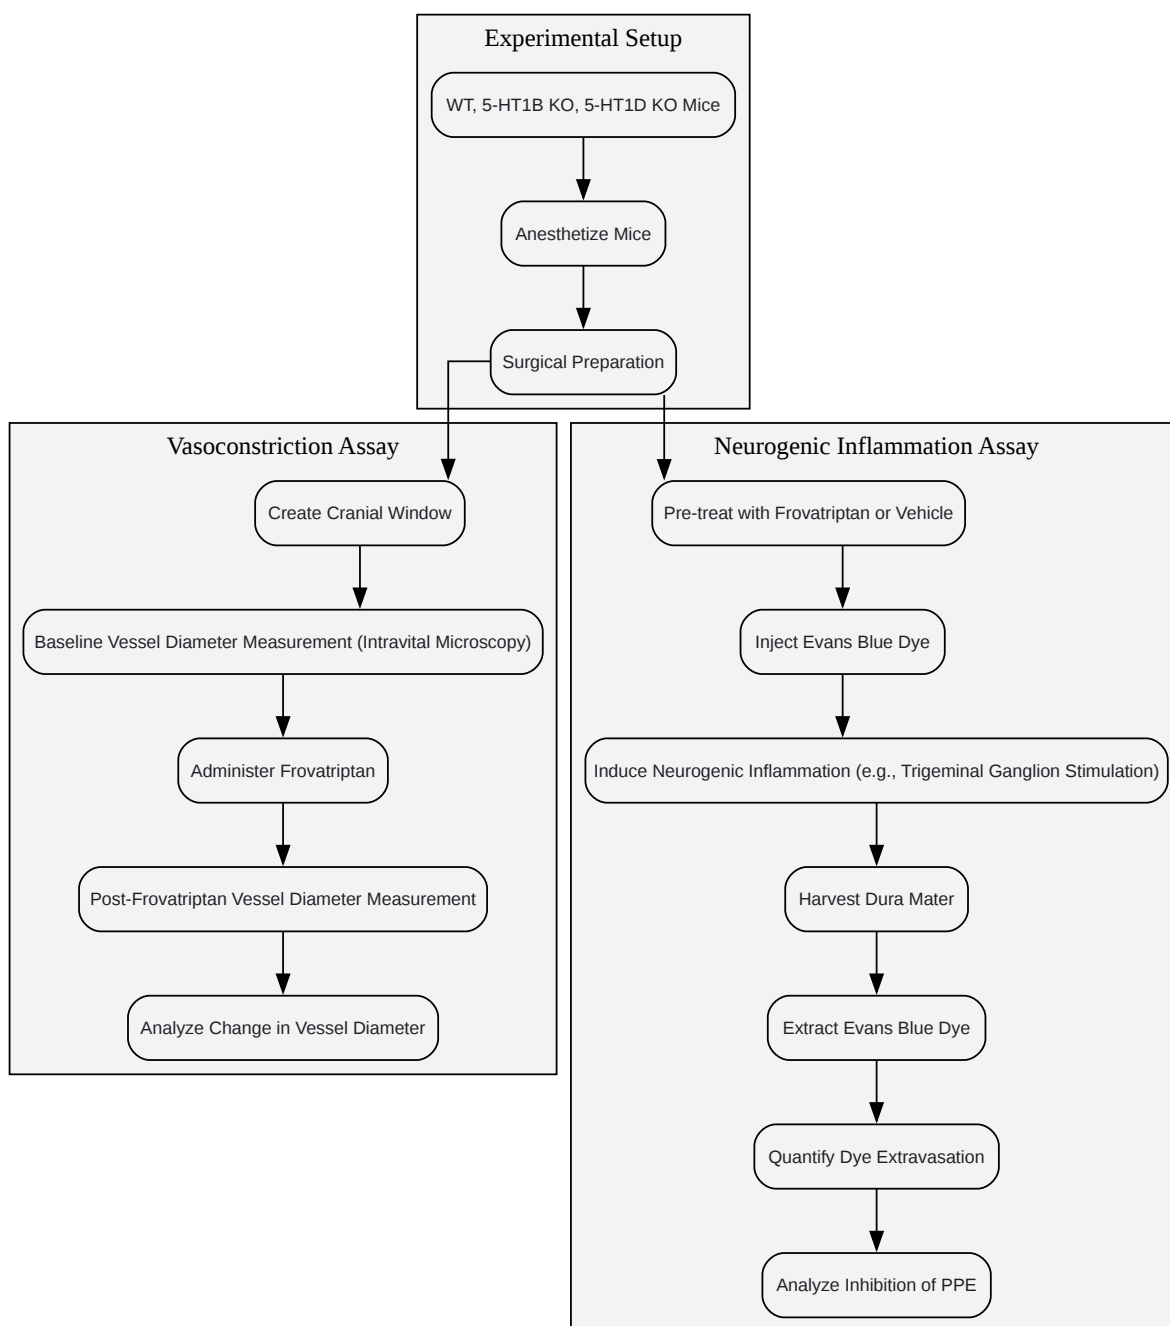 Experimental Setup
WT, 5-HT1B KO, 5-HT1D KO Mice
Anesthetize Mice
Surgical Preparation
Vasoconstriction Assay
Create Cranial Window
Baseline Vessel Diameter Measurement (Intravital Microscopy)
Administer Frovatriptan
Post-Frovatriptan Vessel Diameter Measurement
Analyze Change in Vessel Diameter
Neurogenic Inflammation Assay
Pre-treat with Frovatriptan or Vehicle
Inject Evans Blue Dye
Induce Neurogenic Inflammation (e.g., Trigeminal Ganglion Stimulation)
Harvest Dura Mater
Extract Evans Blue Dye
Quantify Dye Extravasation
Analyze Inhibition of PPE